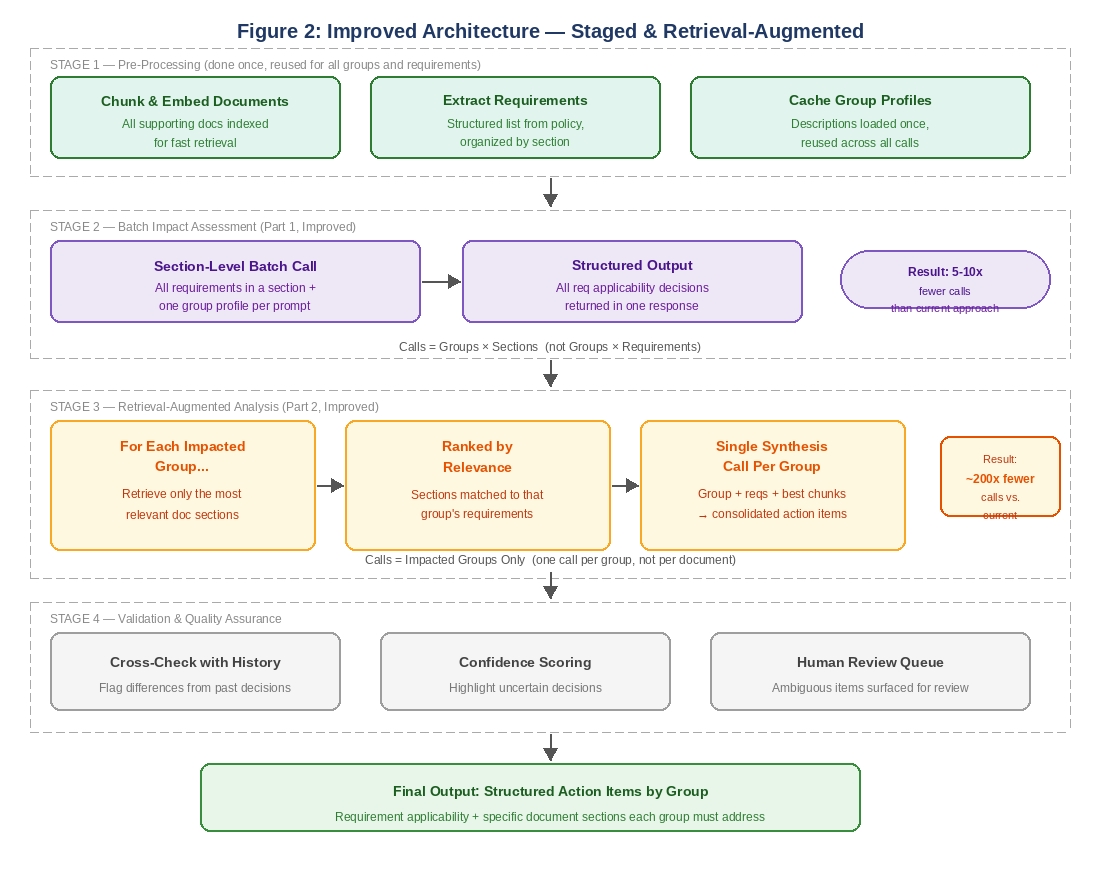 Figure 2: Improved Architecture — Staged & Retrieval-Augmented
STAGE 1 — Pre-Processing (done once, reused for all groups and requirements)
Chunk & Embed Documents
All supporting docs indexed
for fast retrieval
Extract Requirements
Structured list from policy,
organized by section
Cache Group Profiles
Descriptions loaded once,
reused across all calls
STAGE 2 — Batch Impact Assessment (Part 1, Improved)
Section-Level Batch Call
All requirements in a section +
one group profile per prompt
Structured Output
All req applicability decisions
returned in one response
Result: 5-10x
fewer calls
than current approach
Calls = Groups × Sections  (not Groups × Requirements)
STAGE 3 — Retrieval-Augmented Analysis (Part 2, Improved)
For Each Impacted
Group...
Retrieve only the most
relevant doc sections
Ranked by
Relevance
Sections matched to that
group's requirements
Single Synthesis
Call Per Group
Group + reqs + best chunks
→ consolidated action items
Result:
~200x fewer
calls vs.
current
Calls = Impacted Groups Only  (one call per group, not per document)
STAGE 4 — Validation & Quality Assurance
Cross-Check with History
Flag differences from past decisions
Confidence Scoring
Highlight uncertain decisions
Human Review Queue
Ambiguous items surfaced for review
Final Output: Structured Action Items by Group
Requirement applicability + specific document sections each group must address